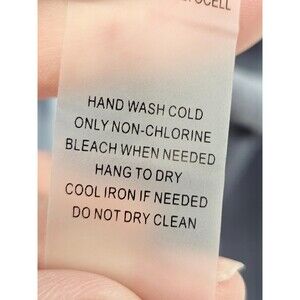 HAND WASH COLD
ONLY NON-CHLORINE
BLEACH WHEN NEEDED
HANG TO DRY
COOL IRON IF NEEDED
DO NOT DRY CLEAN